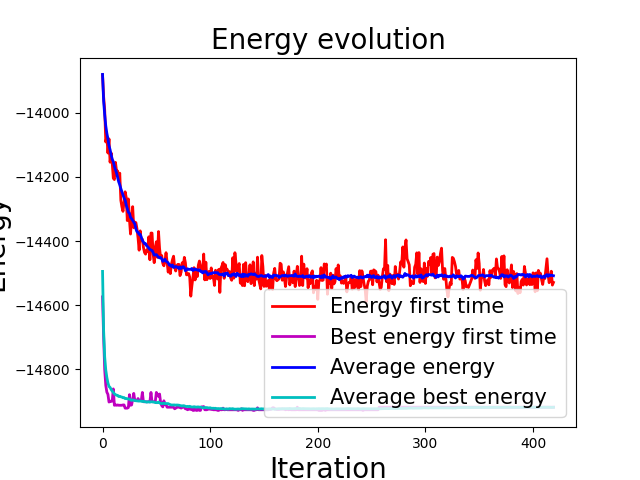 Energy evolution
Energy
−14000
−14200
−14400
−14600
−14800
Energy first time
Best energy first time
Average energy
Average best energy
0
100
200
300
400
Iteration